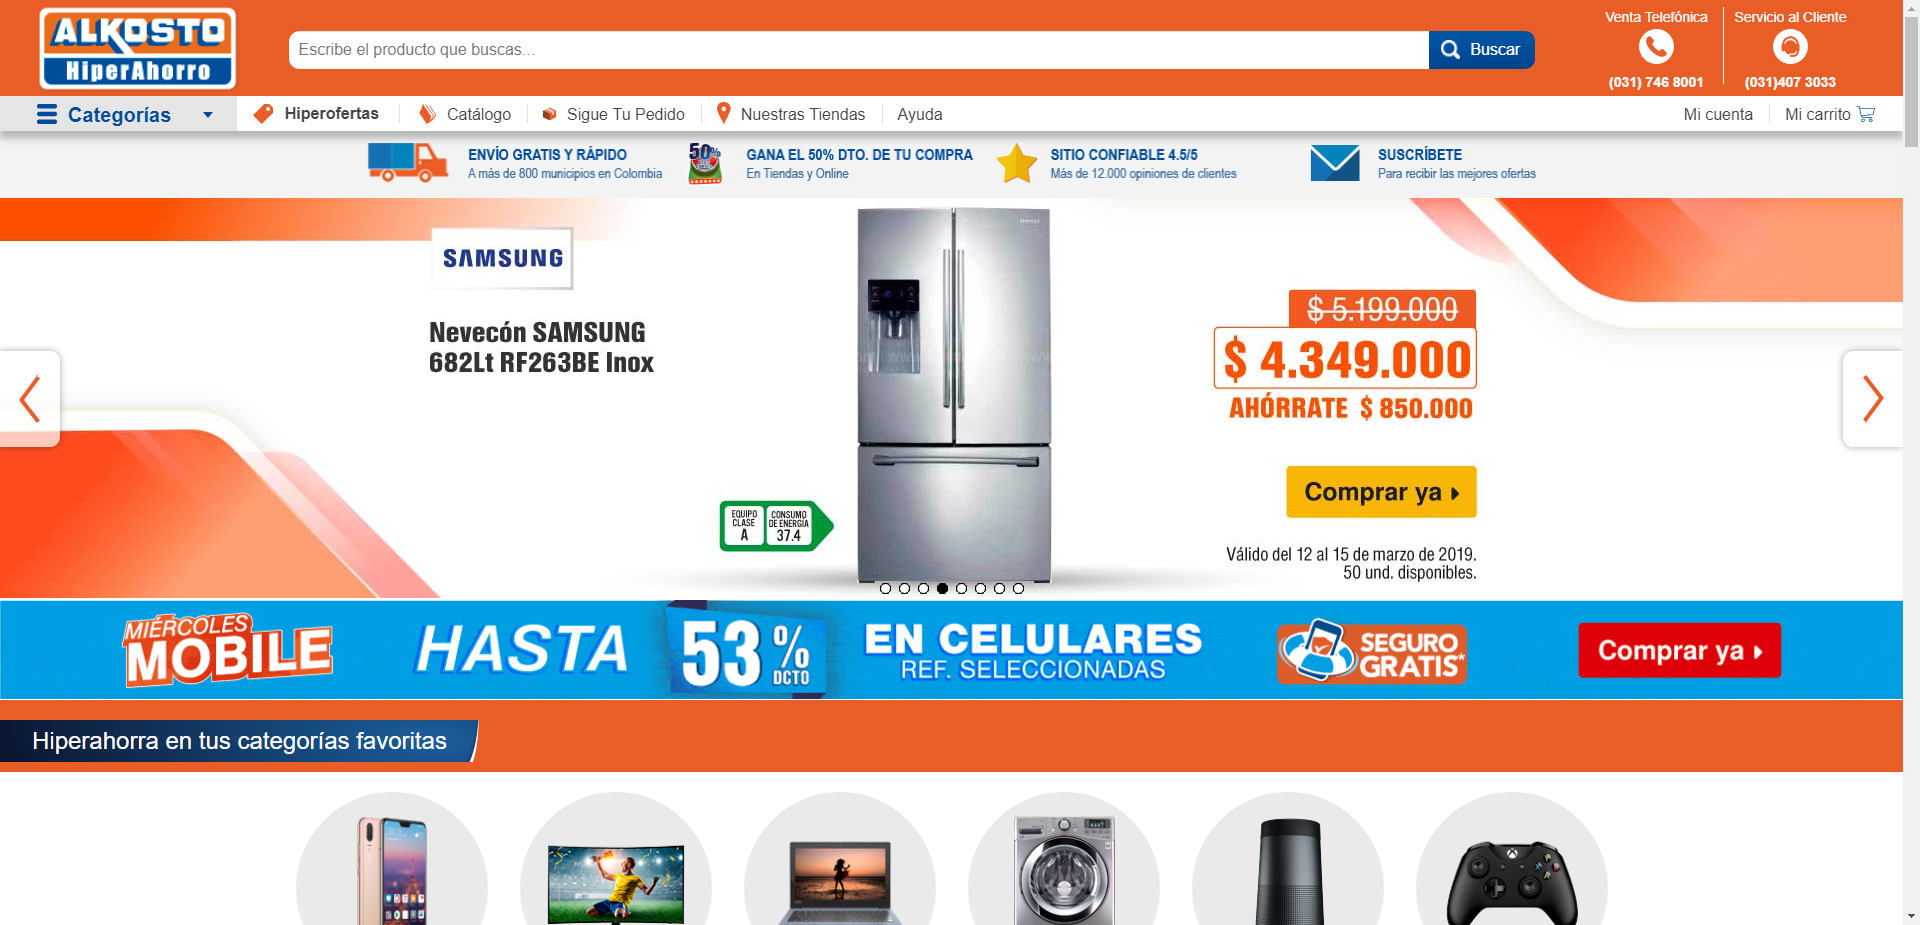 ALKOSTO
HiperAhorro
Escribe el producto que buscas...
Buscar
Venta Telefónica
(031) 746 8001
Servicio al Cliente
(031)407 3033
Categorías
Hiperofertas
Catálogo
Sigue Tu Pedido
Nuestras Tiendas
Ayuda
Mi cuenta
Mi carrito
ENVÍO GRATIS Y RÁPIDO
A más de 800 municipios en Colombia
50%
GANA EL 50% DTO. DE TU COMPRA
En Tiendas y Online
SITIO CONFIABLE 4.5/5
Más de 12.000 opiniones de clientes
SUSCRÍBETE
Para recibir las mejores ofertas
SAMSUNG
Nevecón SAMSUNG
682Lt RF263BE Inox
$ 5.199.000
$ 4.349.000
AHÓRRATE $ 850.000
Comprar ya
EQUIPO
CLASE
A
CONSUMO
DE ENERGÍA
37.4
Válido del 12 al 15 de marzo de 2019.
50 und. disponibles.
MIÉRCOLES
MOBILE
HASTA
53 %
DCTO
EN CELULARES
REF. SELECCIONADAS
SEGURO
GRATIS*
Comprar ya
Hiperahorra en tus categorías favoritas